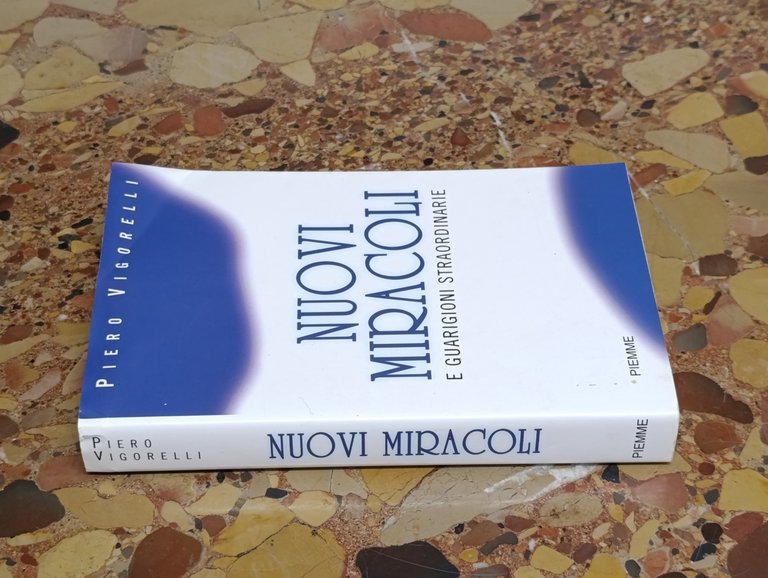 PIERO VIGORELLI
NUOVI
MIRACOLI
E GUARIGIONI STRAORDINARIE
PIEMME
PIERO
VIGORELLI
NUOVI MIRACOLI
PIEMME